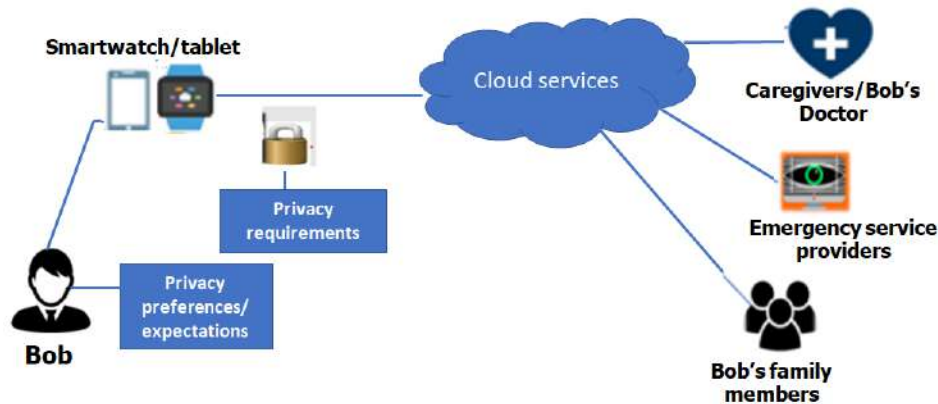 Smartwatch/tablet
Cloud services
Caregivers/Bob's
Doctor
Privacy
requirements
Emergency service
providers
Privacy
preferences/
expectations
Bob
Bob's family
members